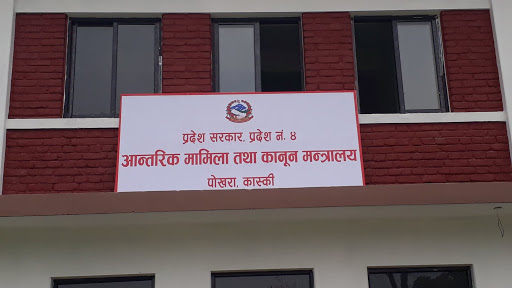 प्रदेश सरकार, प्रदेश नं. ४
आन्तरिक मामिला तथा कानून मन्त्रालय
पोखरा, कास्की